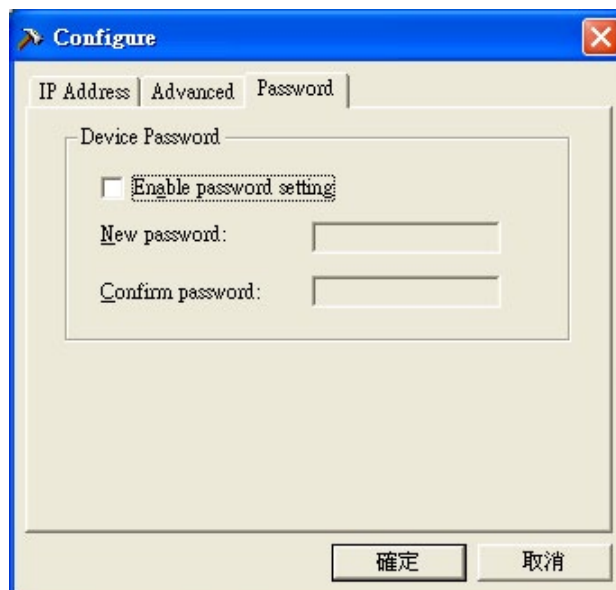 Configure
IP Address Advanced Password
Device Password
Enable password setting
New password:
Confirm password:
確定 取消